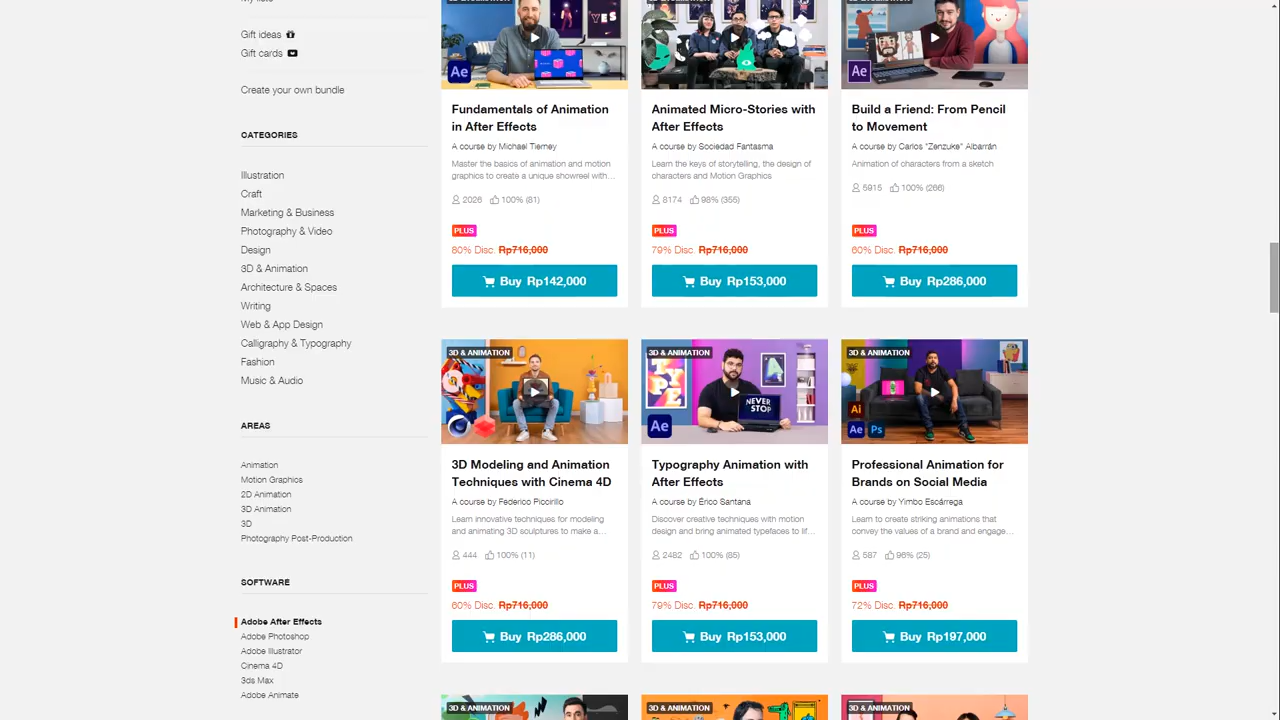 Gift ideas
Gift cards
Create your own bundle
CATEGORIES
Illustration
Craft
Marketing & Business
Photography & Video
Design
3D & Animation
Architecture & Spaces
Writing
Web & App Design
Calligraphy & Typography
Fashion
Music & Audio
AREAS
Animation
Motion Graphics
2D Animation
3D Animation
3D
Photography Post-Production
SOFTWARE
Adobe After Effects
Adobe Photoshop
Adobe Illustrator
Cinema 4D
3ds Max
Adobe Animate
YES
Ae
Fundamentals of Animation
in After Effects
A course by Michael Tierney
Master the basics of animation and motion
graphics to create a unique showreel with...
2026 100% (81)
PLUS
80% Disc. Rp716,000
Buy Rp142,000
Animated Micro-Stories with
After Effects
A course by Sociedad Fantasma
Learn the keys of storytelling, the design of
characters and Motion Graphics
8174 98% (355)
PLUS
79% Disc. Rp716,000
Buy Rp153,000
Ae
Build a Friend: From Pencil
to Movement
A course by Carlos "Zenzuke" Albarrán
Animation of characters from a sketch
5915 100% (266)
PLUS
60% Disc. Rp716,000
Buy Rp286,000
3D & ANIMATION
3D Modeling and Animation
Techniques with Cinema 4D
A course by Federico Piccirillo
Learn innovative techniques for modeling
and animating 3D sculptures to make a...
444 100% (11)
PLUS
60% Disc. Rp716,000
Buy Rp286,000
3D & ANIMATION
TYPE
A
NEVER
STOP
Ae
Typography Animation with
After Effects
A course by Érico Santana
Discover creative techniques with motion
design and bring animated typefaces to lif...
2482 100% (85)
PLUS
79% Disc. Rp716,000
Buy Rp153,000
3D & ANIMATION
Ai
Ae Ps
Professional Animation for
Brands on Social Media
A course by Yimbo Escárrega
Learn to create striking animations that
convey the values of a brand and engage...
587 96% (25)
PLUS
72% Disc. Rp716,000
Buy Rp197,000
3D & ANIMATION
3D & ANIMATION
3D & ANIMATION